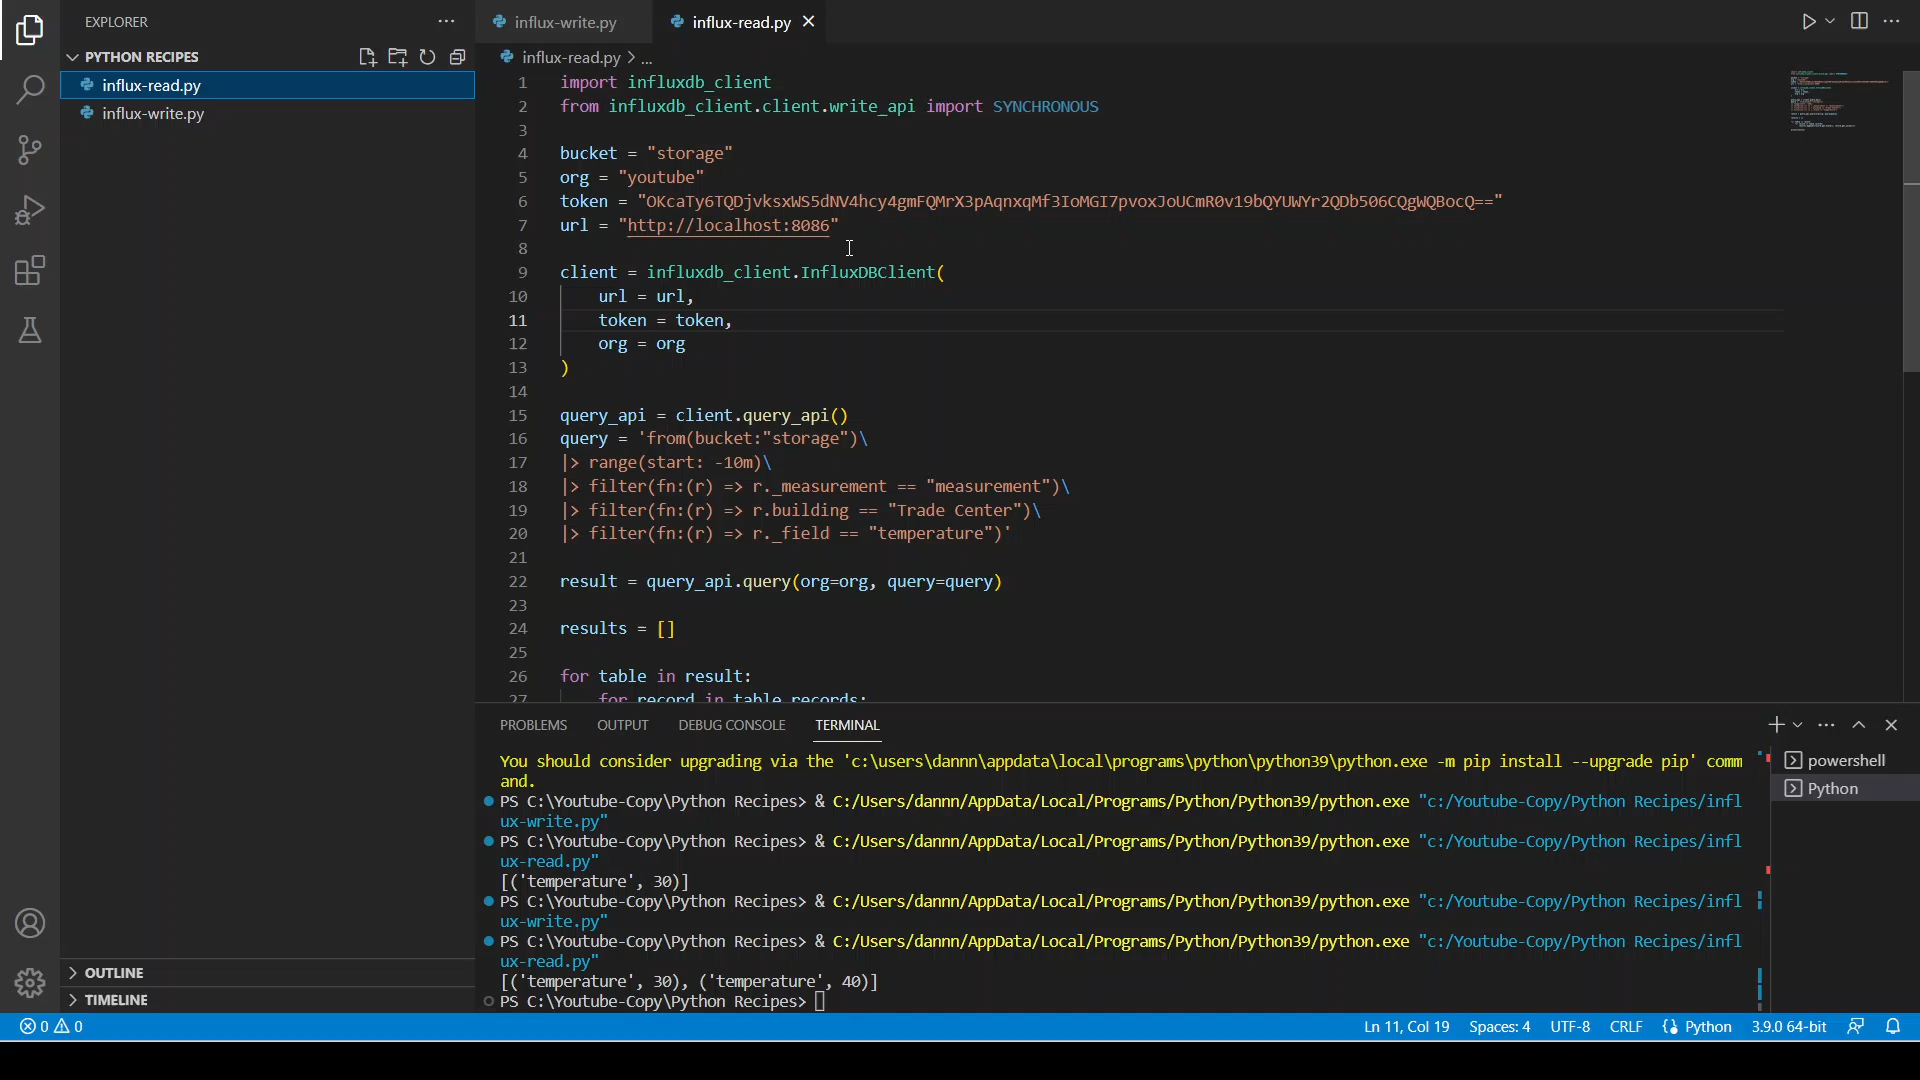 EXPLORER
PYTHON RECIPES
influx-read.py
influx-write.py
OUTLINE
TIMELINE
influx-write.py influx-read.py
influx-read.py > ...
1 import influxdb_client
2 from influxdb_client.client.write_api import SYNCHRONOUS
3
4 bucket = "storage"
5 org = "youtube"
6 token = "OKcaTy6TQDjvksxWS5dNV4hcy4gmFQMrX3pAqnxqMf3IoMGI7pvoxJoUCmR0v19bQYUWYr2QDb506CQgWQBocQ=="
7 url = "http://localhost:8086"
8
9 client = influxdb_client.InfluxDBClient(
10 url = url,
11 token = token,
12 org = org
13 )
14
15 query_api = client.query_api()
16 query = 'from(bucket:"storage")\
17 |> range(start: -10m)\
18 |> filter(fn:(r) => r._measurement == "measurement")\
19 |> filter(fn:(r) => r.building == "Trade Center")\
20 |> filter(fn:(r) => r._field == "temperature")'
21
22 result = query_api.query(org=org, query=query)
23
24 results = []
25
26 for table in result:
27 for record in table.records:
PROBLEMS OUTPUT DEBUG CONSOLE TERMINAL
You should consider upgrading via the 'c:\users\dannn\appdata\local\programs\python\python39\python.exe -m pip install --upgrade pip' comm
and.
PS C:\Youtube-Copy\Python Recipes> & C:/Users/dannn/AppData/Local/Programs/Python/Python39/python.exe "c:/Youtube-Copy/Python Recipes/infl
ux-write.py"
PS C:\Youtube-Copy\Python Recipes> & C:/Users/dannn/AppData/Local/Programs/Python/Python39/python.exe "c:/Youtube-Copy/Python Recipes/infl
ux-read.py"
[('temperature', 30)]
PS C:\Youtube-Copy\Python Recipes> & C:/Users/dannn/AppData/Local/Programs/Python/Python39/python.exe "c:/Youtube-Copy/Python Recipes/infl
ux-write.py"
PS C:\Youtube-Copy\Python Recipes> & C:/Users/dannn/AppData/Local/Programs/Python/Python39/python.exe "c:/Youtube-Copy/Python Recipes/infl
ux-read.py"
[('temperature', 30), ('temperature', 40)]
PS C:\Youtube-Copy\Python Recipes>
powershell
Python
0 0 Ln 11, Col 19 Spaces: 4 UTF-8 CRLF Python 3.9.0 64-bit